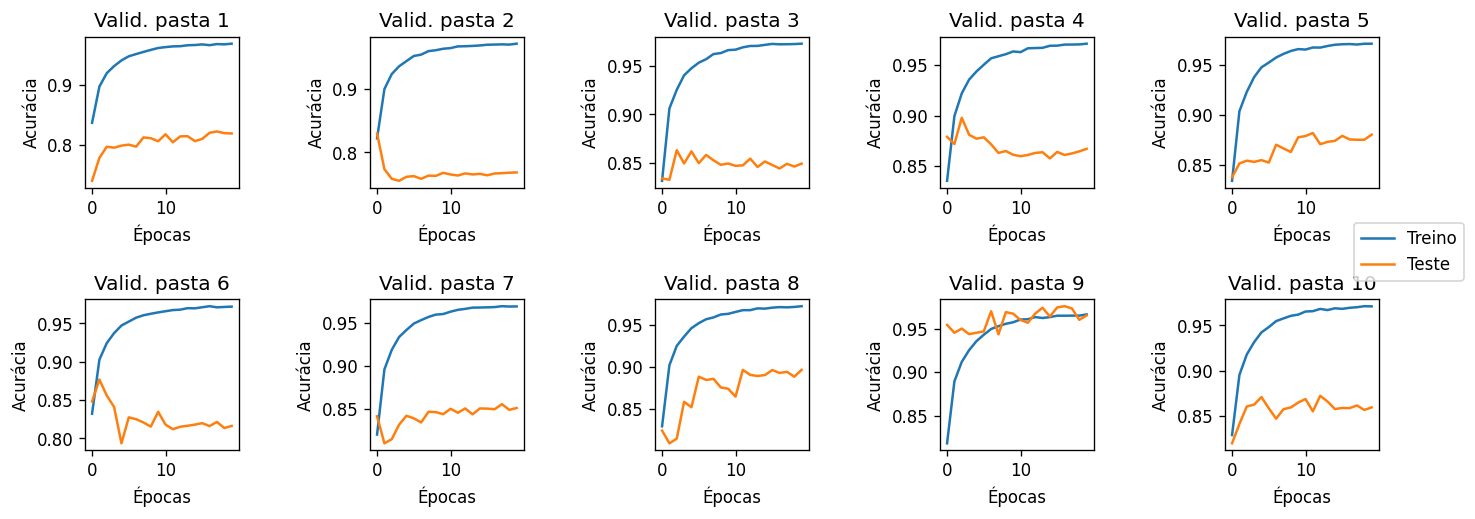 Valid. pasta 1
Valid. pasta 2
Valid. pasta 3
Valid. pasta 4
Valid. pasta 5
Acurácia
0.9
0.8
0
10
Épocas
Acurácia
0.9
0.8
0
10
Épocas
Acurácia
0.95
0.90
0.85
0
10
Épocas
Acurácia
0.95
0.90
0.85
0
10
Épocas
Acurácia
0.95
0.90
0.85
0
10
Épocas
Treino
Teste
Valid. pasta 6
Valid. pasta 7
Valid. pasta 8
Valid. pasta 9
Valid. pasta 10
Acurácia
0.95
0.90
0.85
0.80
0
10
Épocas
Acurácia
0.95
0.90
0.85
0
10
Épocas
Acurácia
0.95
0.90
0.85
0
10
Épocas
Acurácia
0.95
0.90
0.85
0
10
Épocas
Acurácia
0.95
0.90
0.85
0
10
Épocas